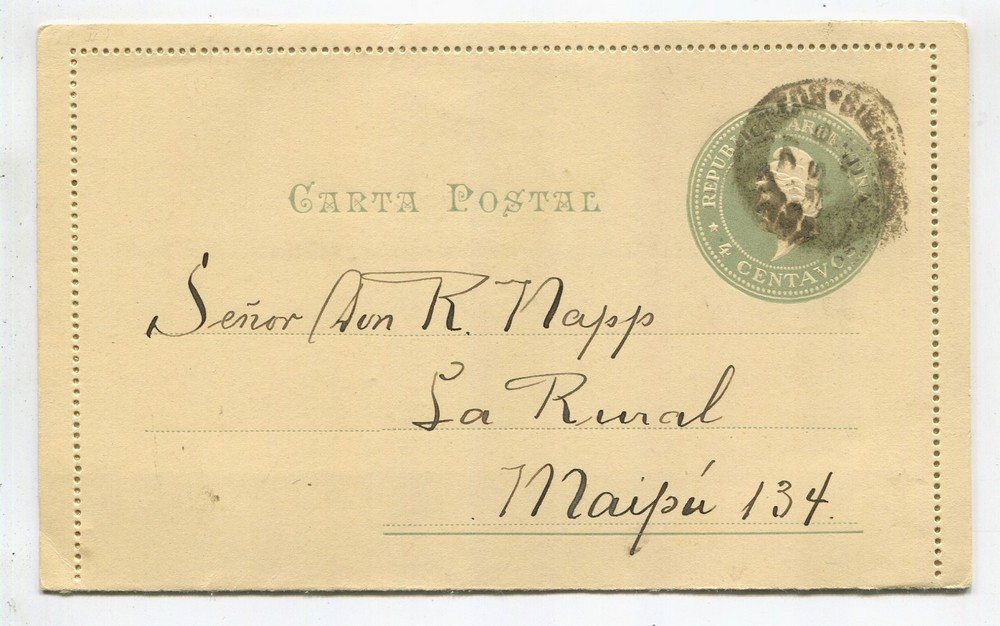 CARTA POSTAL
REPUBLICA ARGENTINA
★ 4 CENTAVOS
Señor Don R. Napp
La Rural
Maipú 134.